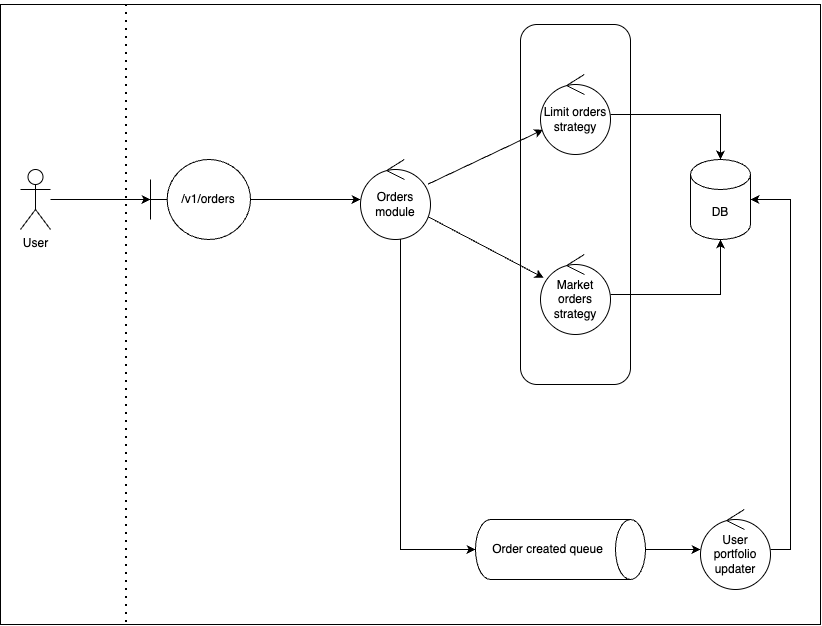 Limit orders
strategy
/v1/orders
Orders
module
DB
User
Market
orders
strategy
Order created queue
User
portfolio
updater